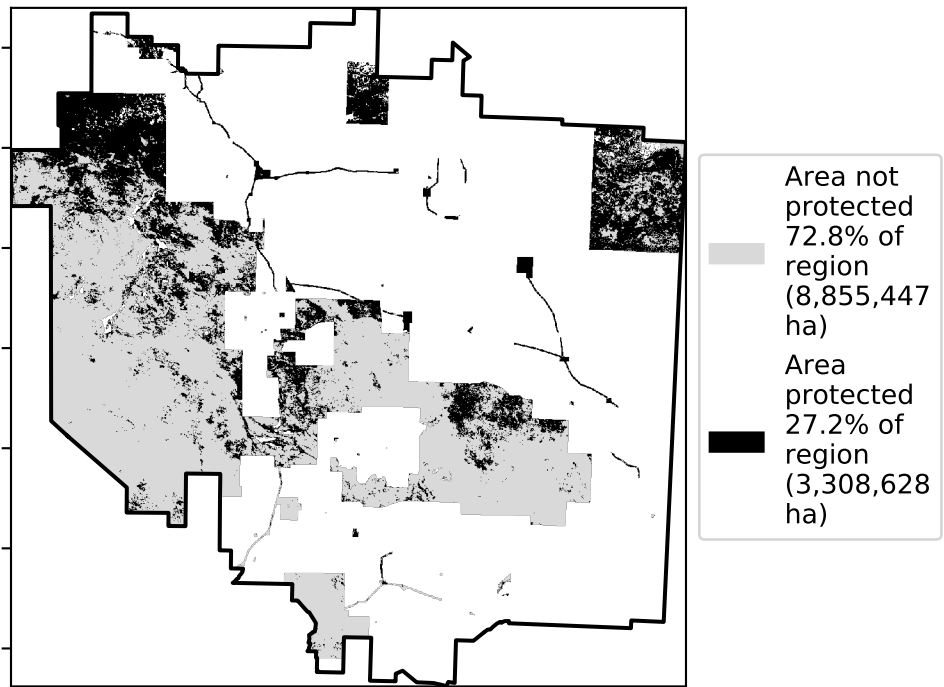 Area not
protected
72.8% of
region
(8,855,447
ha)
Area
protected
27.2% of
region
(3,308,628
ha)